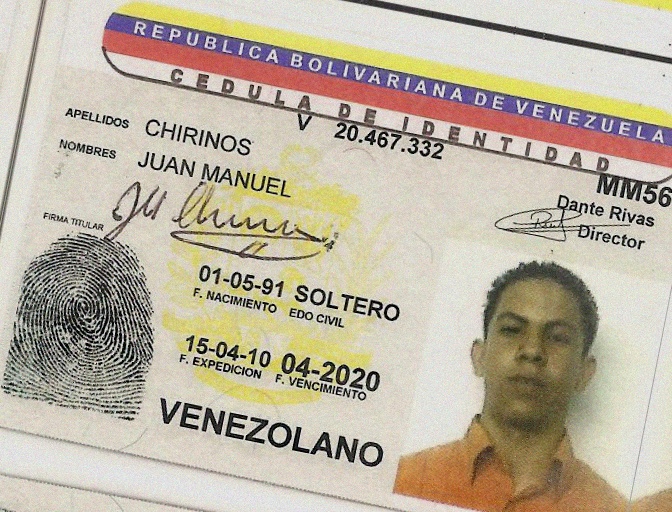 REPUBLICA BOLIVARIANA DE VENEZUELA
CEDULA DE IDENTIDAD
V 20.467.332
APELLIDOS CHIRINOS
MM56
NOMBRES JUAN MANUEL
Dante Rivas
Director
FIRMA TITULAR
01-05-91 SOLTERO
F. NACIMIENTO EDO CIVIL
15-04-10 04-2020
F. EXPEDICION F. VENCIMIENTO
VENEZOLANO